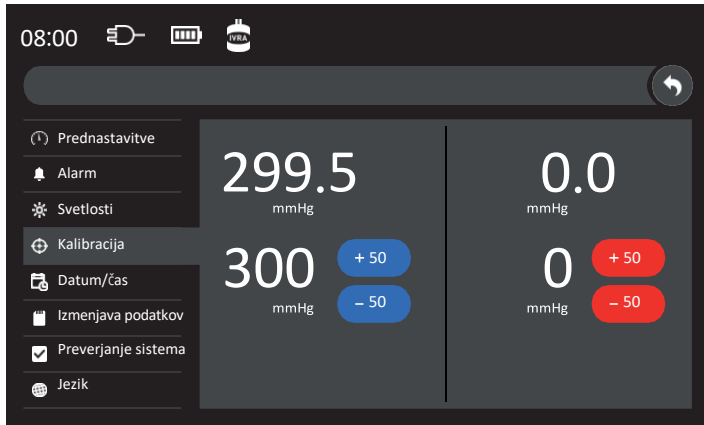 08:00
IVRA
Prednastavitve
Alarm
Svetlosti
Kalibracija
Datum/čas
Izmenjava podatkov
Preverjanje sistema
Jezik
299.5
mmHg
300
mmHg
+ 50
– 50
0.0
mmHg
0
mmHg
+ 50
– 50